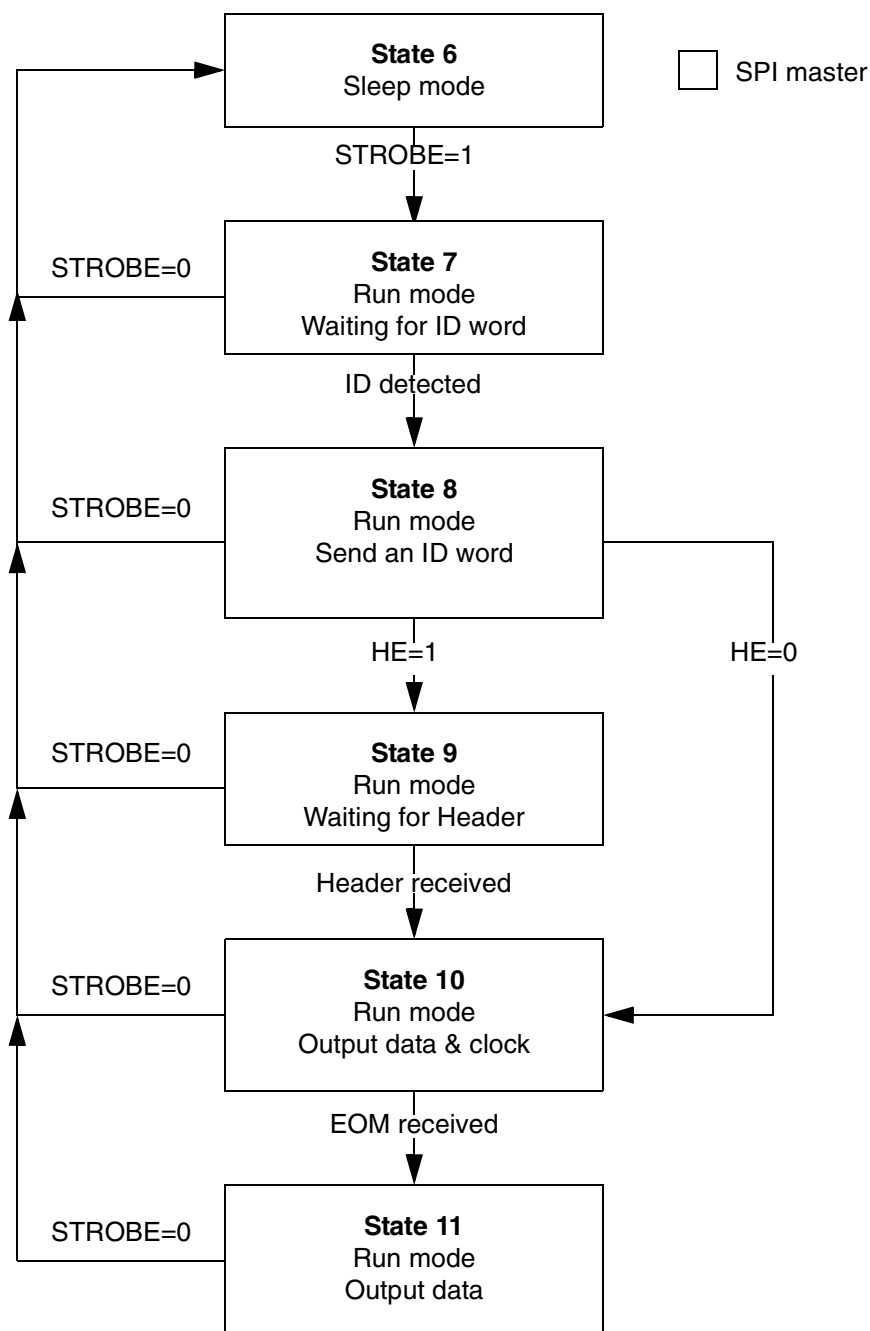 State 6
Sleep mode
SPI master
STROBE=1
State 7
Run mode
Waiting for ID word
STROBE=0
ID detected
State 8
Run mode
Send an ID word
STROBE=0
HE=1
HE=0
State 9
Run mode
Waiting for Header
STROBE=0
Header received
State 10
Run mode
Output data & clock
STROBE=0
EOM received
State 11
Run mode
Output data
STROBE=0